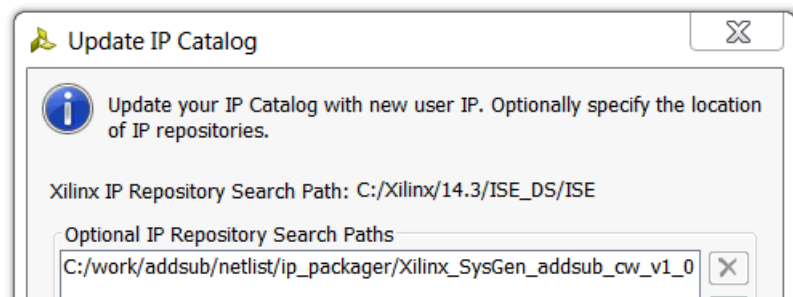 Update IP Catalog
Update your IP Catalog with new user IP. Optionally specify the location
of IP repositories.
Xilinx IP Repository Search Path: C:/Xilinx/14.3/ISE_DS/ISE
Optional IP Repository Search Paths
C:/work/addsub/netlist/ip_packager/Xilinx_SysGen_addsub_cw_v1_0